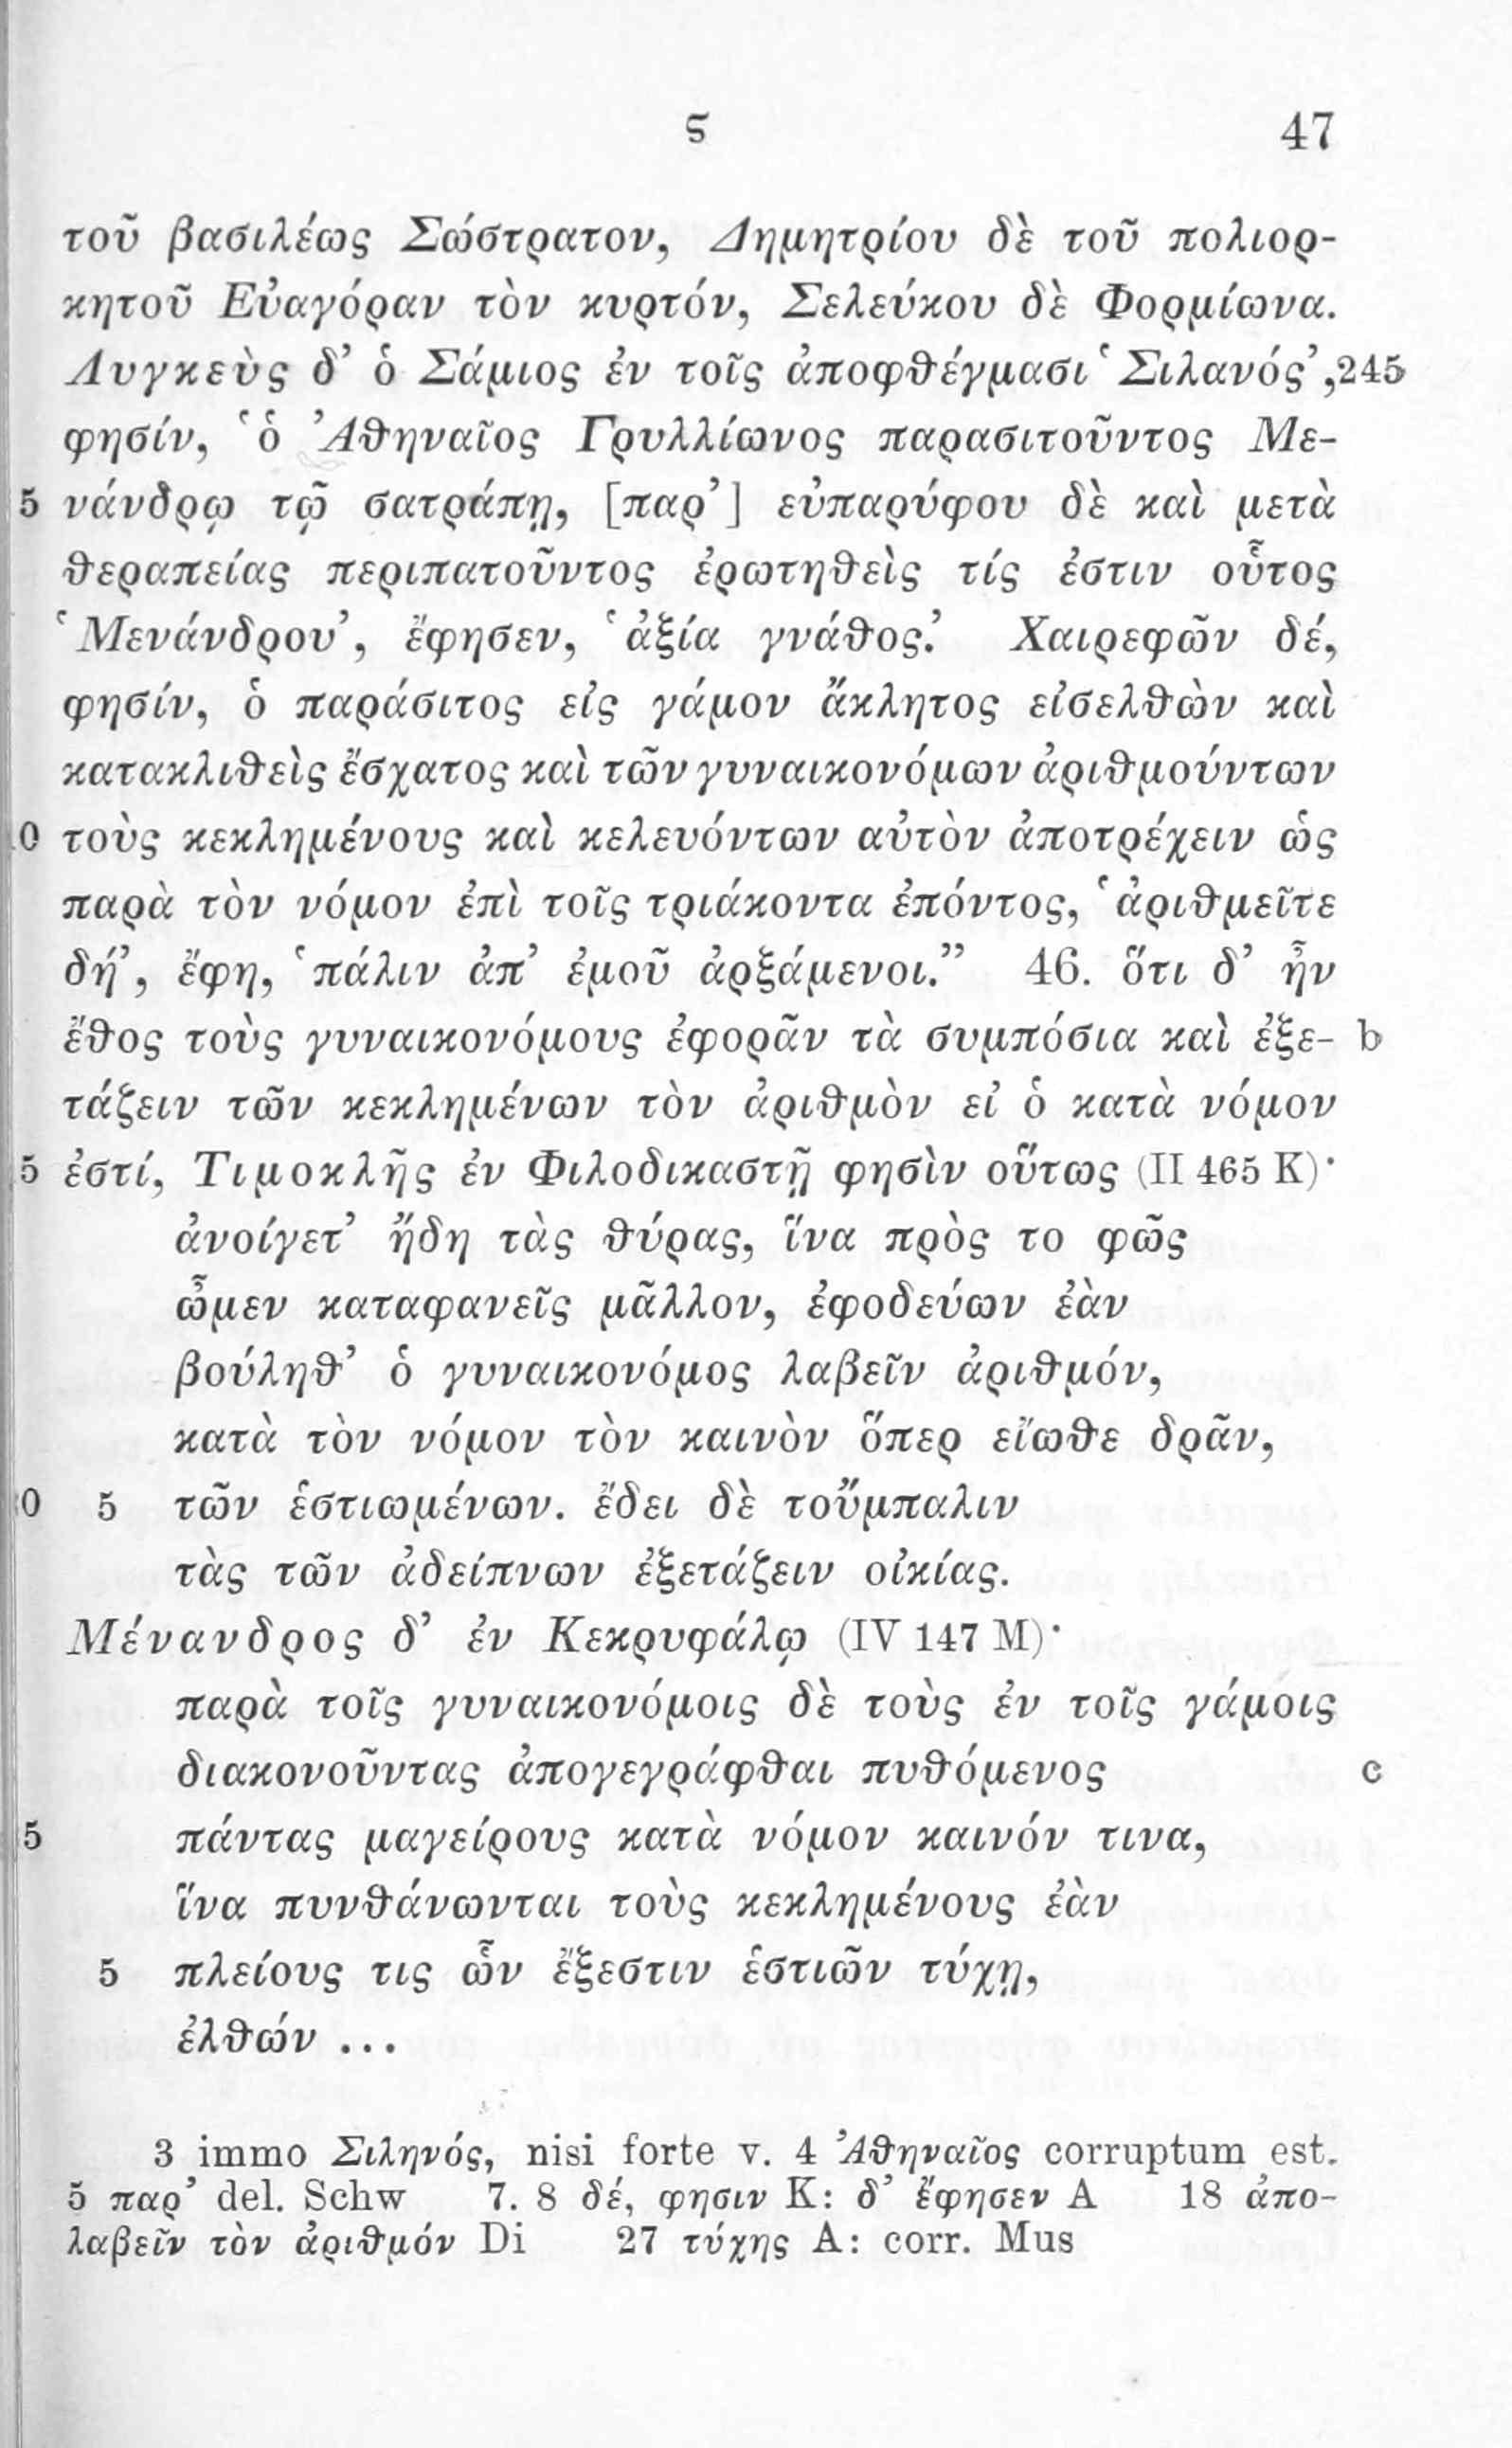 ϛ 47
τοῦ βασιλέως Σώστρατον, Δημητρίου δὲ τοῦ πολιορ-
κητοῦ Εὐαγόραν τὸν κυρτόν, Σελεύκου δὲ Φορμίωνα.
Λυγκεὺς δ’ ὁ Σάμιος ἐν τοῖς ἀποφθέγμασι ‘Σιλανός’, 245
φησίν, ‘ὁ Ἀθηναῖος Γρυλλίωνος παρασιτοῦντος Με-
5 νάνδρῳ τῷ σατράπῃ, [παρ’] εὐπαρύφου δὲ καὶ μετὰ
θεραπείας περιπατοῦντος ἐρωτηθεὶς τίς ἐστιν οὗτος
‘Μενάνδρου’, ἔφησεν, ‘ἀξία γνάθος.’ Χαιρεφῶν δέ,
φησίν, ὁ παράσιτος εἰς γάμον ἄκλητος εἰσελθὼν καὶ
κατακλιθεὶς ἔσχατος καὶ τῶν γυναικονόμων ἀριθμούντων
10 τοὺς κεκλημένους καὶ κελευόντων αὐτὸν ἀποτρέχειν ὡς
παρὰ τὸν νόμον ἐπὶ τοῖς τριάκοντα ἐπόντος, ‘ἀριθμεῖτε
δή’, ἔφη, ‘πάλιν ἀπ’ ἐμοῦ ἀρξάμενοι.’’ 46. ὅτι δ’ ἦν
ἔθος τοὺς γυναικονόμους ἐφορᾶν τὰ συμπόσια καὶ ἐξε- b
τάζειν τῶν κεκλημένων τὸν ἀριθμὸν εἰ ὁ κατὰ νόμον
5 ἐστί, Τιμοκλῆς ἐν Φιλοδικαστῇ φησὶν οὕτως (II 465 K)·
ἀνοίγετ’ ἤδη τὰς θύρας, ἵνα πρὸς το φῶς
ὦμεν καταφανεῖς μᾶλλον, ἐφοδεύων ἐὰν
βούληθ’ ὁ γυναικονόμος λαβεῖν ἀριθμόν,
κατὰ τὸν νόμον τὸν καινὸν ὅπερ εἴωθε δρᾶν,
0 5 τῶν ἑστιωμένων. ἔδει δὲ τοὔμπαλιν
τὰς τῶν ἀδείπνων ἐξετάζειν οἰκίας.
Μένανδρος δ’ ἐν Κεκρυφάλῳ (IV 147 M)·
παρὰ τοῖς γυναικονόμοις δὲ τοὺς ἐν τοῖς γάμοις
διακονοῦντας ἀπογεγράφθαι πυθόμενος c
5 πάντας μαγείρους κατὰ νόμον καινόν τινα,
ἵνα πυνθάνωνται τοὺς κεκλημένους ἐὰν
5 πλείους τις ὧν ἔξεστιν ἑστιῶν τύχῃ,
ἐλθών ...
3 immo Σιληνός, nisi forte v. 4 Ἀθηναῖος corruptum est.
5 παρ’ del. Schw 7. 8 δέ, φησιν K: δ’ ἔφησεν A 18 ἀπο-
λαβεῖν τὸν ἀριθμόν Di 27 τύχης A: corr. Mus